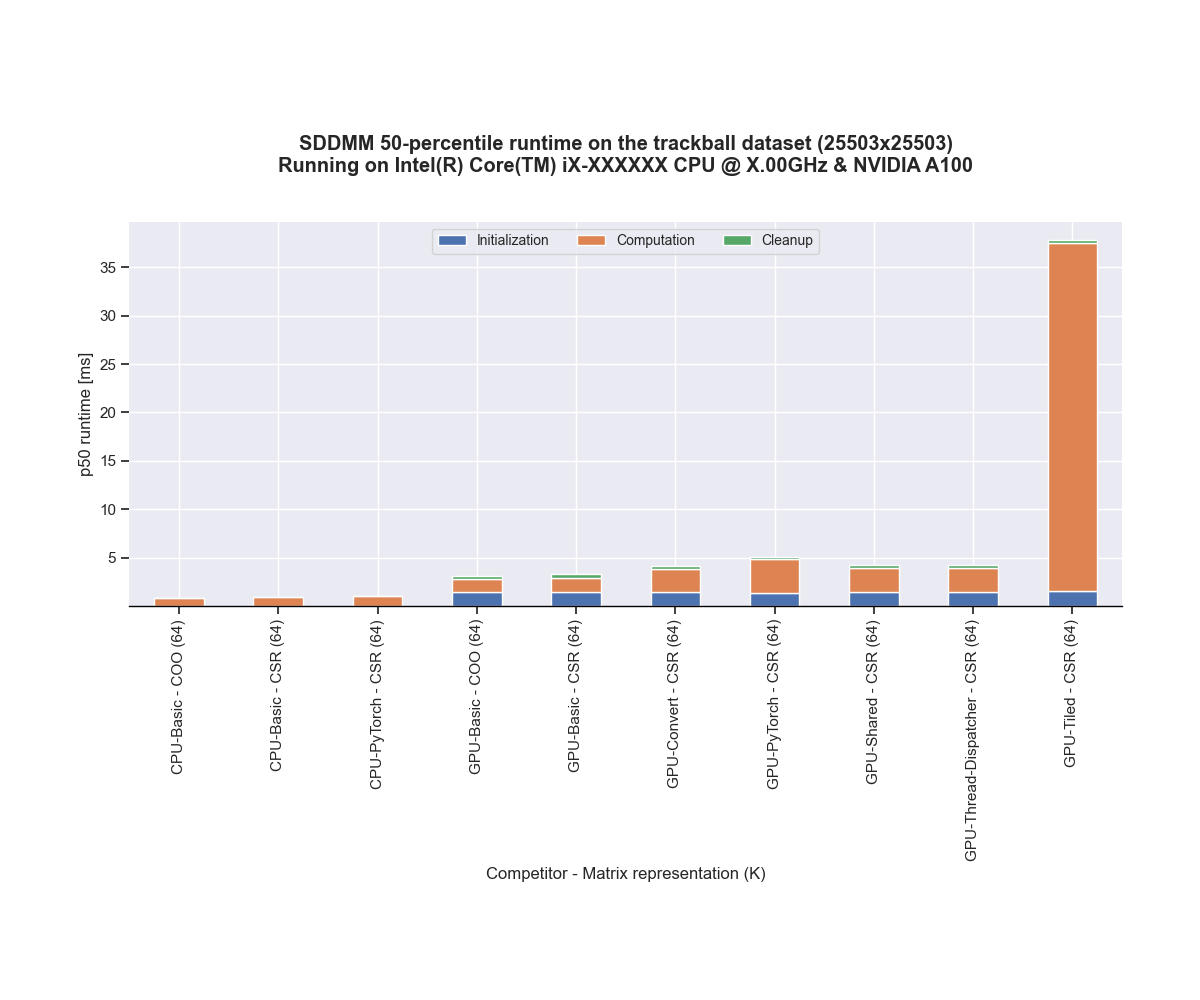 SDDMM 50-percentile runtime on the trackball dataset (25503x25503)
Running on Intel(R) Core(TM) iX-XXXXXX CPU @ X.00GHz & NVIDIA A100
Initialization
Computation
Cleanup
p50 runtime [ms]
35
30
25
20
15
10
5
CPU-Basic - COO (64)
CPU-Basic - CSR (64)
CPU-PyTorch - CSR (64)
GPU-Basic - COO (64)
GPU-Basic - CSR (64)
GPU-Convert - CSR (64)
GPU-PyTorch - CSR (64)
GPU-Shared - CSR (64)
GPU-Thread-Dispatcher - CSR (64)
GPU-Tiled - CSR (64)
Competitor - Matrix representation (K)